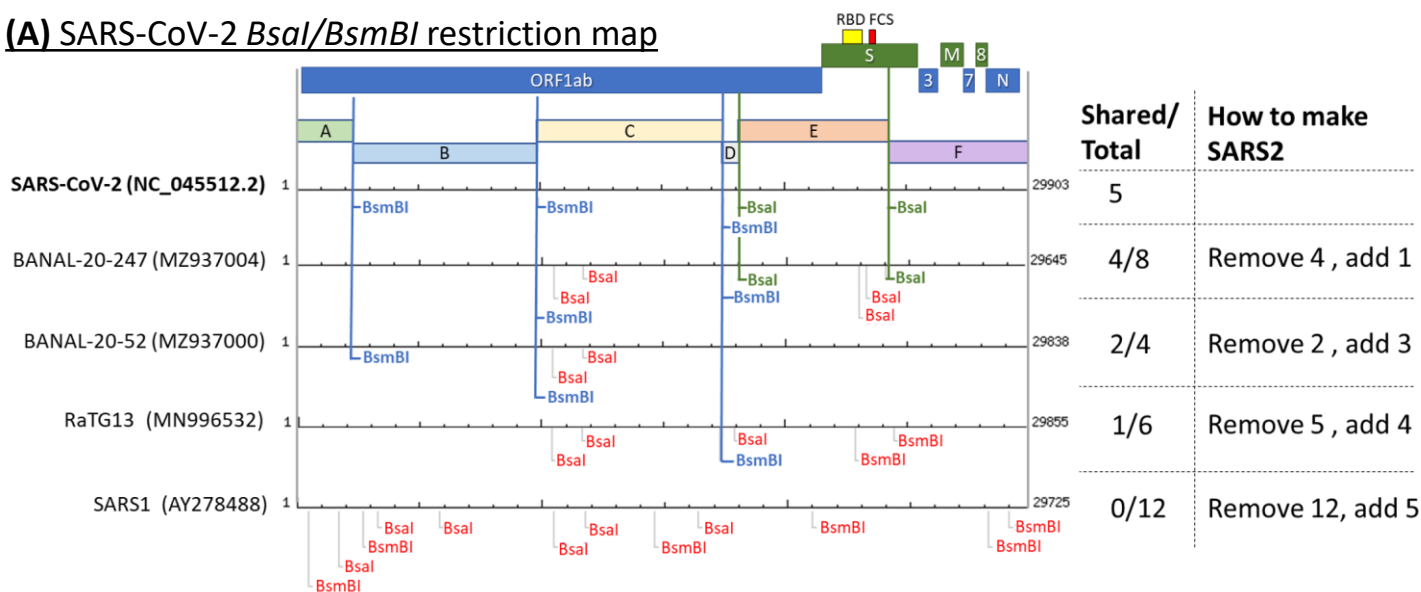 (A) SARS-CoV-2 BsaI/BsmBI restriction map
RBD FCS
S M 8
ORF1ab 3 7 N
A C E
B D F
Shared/
Total
How to make
SARS2
SARS-CoV-2 (NC_045512.2) 1 29903
5
BsmBI BsmBI BsaI BsaI
BsmBI
BANAL-20-247 (MZ937004) 1 29645
4/8 Remove 4 , add 1
BsaI BsaI BsaI
BsaI BsmBI BsaI
BsmBI BsaI
BANAL-20-52 (MZ937000) 1 29838
2/4 Remove 2 , add 3
BsmBI BsaI
BsaI
BsmBI
RaTG13 (MN996532) 1 29855
1/6 Remove 5 , add 4
BsaI BsaI BsmBI
BsaI BsmBI BsmBI
SARS1 (AY278488) 1 29725
0/12 Remove 12, add 5
BsaI BsaI BsaI BsaI BsmBI BsmBI
BsmBI BsaI BsmBI BsmBI
BsaI
BsmBI